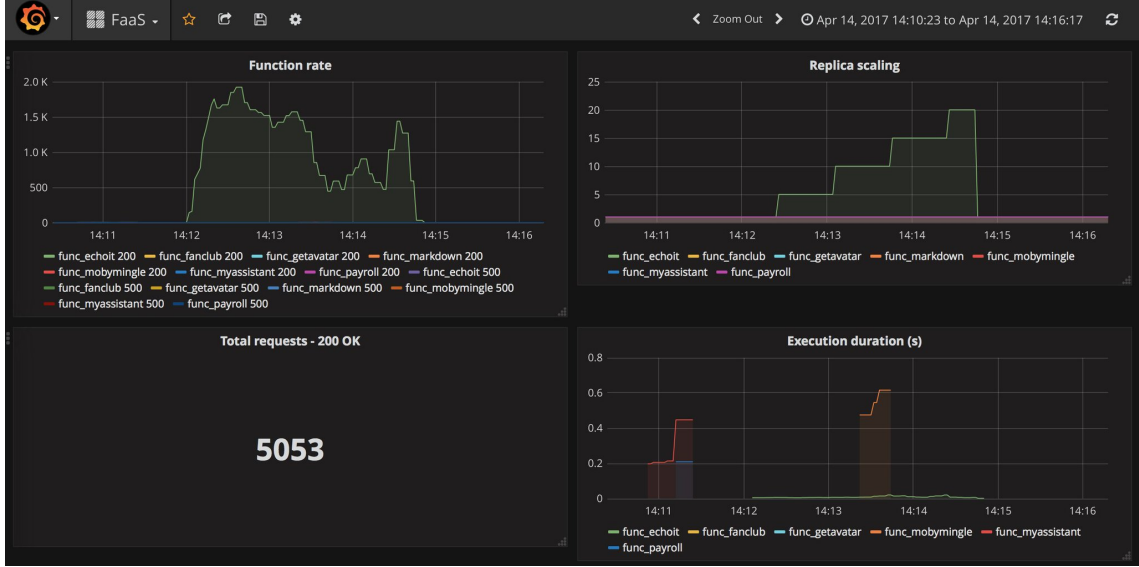 FaaS
Zoom Out
Apr 14, 2017 14:10:23 to Apr 14, 2017 14:16:17
Function rate
2.0 K
1.5 K
1.0 K
500
0
14:11 14:12 14:13 14:14 14:15 14:16
func_echoit 200 func_fanclub 200 func_getavatar 200 func_markdown 200
func_mobymingle 200 func_myassistant 200 func_payroll 200 func_echoit 500
func_fanclub 500 func_getavatar 500 func_markdown 500 func_mobymingle 500
func_myassistant 500 func_payroll 500
Replica scaling
25
20
15
10
5
0
14:11 14:12 14:13 14:14 14:15 14:16
func_echoit func_fanclub func_getavatar func_markdown func_mobymingle
func_myassistant func_payroll
Total requests - 200 OK
5053
Execution duration (s)
0.8
0.6
0.4
0.2
0
14:11 14:12 14:13 14:14 14:15 14:16
func_echoit func_fanclub func_getavatar func_mobymingle func_myassistant
func_payroll